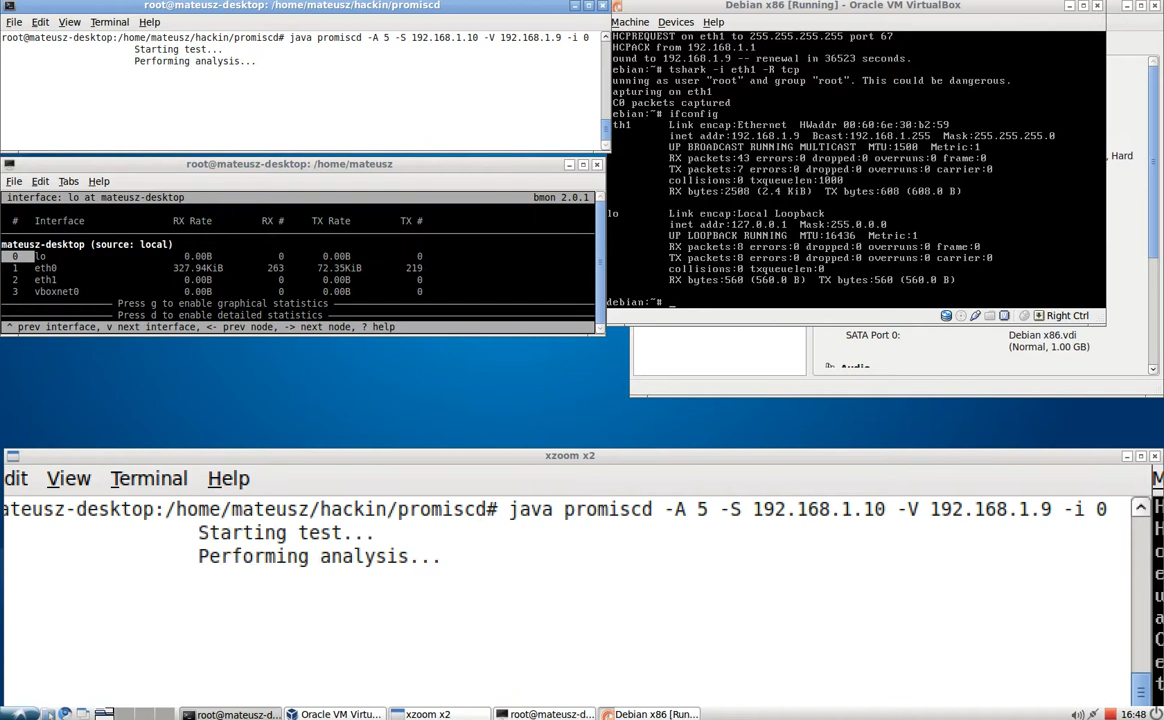 root@mateusz-desktop: /home/mateusz/hackin/promiscd
File Edit View Terminal Help
root@mateusz-desktop:/home/mateusz/hackin/promiscd# java promiscd -A 5 -S 192.168.1.10 -V 192.168.1.9 -i 0
Starting test...
Performing analysis...
root@mateusz-desktop: /home/mateusz
File Edit Tabs Help
interface: lo at mateusz-desktop bmon 2.0.1
# Interface RX Rate RX # TX Rate TX #
mateusz-desktop (source: local)
0 lo 0.00B 0 0.00B 0
1 eth0 327.94KiB 263 72.35KiB 219
2 eth1 0.00B 0 0.00B 0
3 vboxnet0 0.00B 0 0.00B 0
Press g to enable graphical statistics
Press d to enable detailed statistics
^ prev interface, v next interface, <- prev node, -> next node, ? help
Debian x86 [Running] - Oracle VM VirtualBox
Machine Devices Help
HCPREQUEST on eth1 to 255.255.255.255 port 67
HCPACK from 192.168.1.1
ound to 192.168.1.9 -- renewal in 36523 seconds.
ebian:~# tshark -i eth1 -R tcp
unning as user "root" and group "root". This could be dangerous.
apturing on eth1
C0 packets captured
ebian:~# ifconfig
th1 Link encap:Ethernet HWaddr 00:60:6e:30:b2:59
inet addr:192.168.1.9 Bcast:192.168.1.255 Mask:255.255.255.0
UP BROADCAST RUNNING MULTICAST MTU:1500 Metric:1
RX packets:43 errors:0 dropped:0 overruns:0 frame:0
TX packets:7 errors:0 dropped:0 overruns:0 carrier:0
collisions:0 txqueuelen:1000
RX bytes:2508 (2.4 KiB) TX bytes:608 (608.0 B)
lo Link encap:Local Loopback
inet addr:127.0.0.1 Mask:255.0.0.0
UP LOOPBACK RUNNING MTU:16436 Metric:1
RX packets:8 errors:0 dropped:0 overruns:0 frame:0
TX packets:8 errors:0 dropped:0 overruns:0 carrier:0
collisions:0 txqueuelen:0
RX bytes:560 (560.0 B) TX bytes:560 (560.0 B)
debian:~# _
Right Ctrl
, Hard
SATA Port 0: Debian x86.vdi
(Normal, 1.00 GB)
Audio
xzoom x2
dit View Terminal Help
ateusz-desktop:/home/mateusz/hackin/promiscd# java promiscd -A 5 -S 192.168.1.10 -V 192.168.1.9 -i 0
Starting test...
Performing analysis...
root@mateusz-d... Oracle VM Virtu... xzoom x2 root@mateusz-d... Debian x86 [Run... 16:48